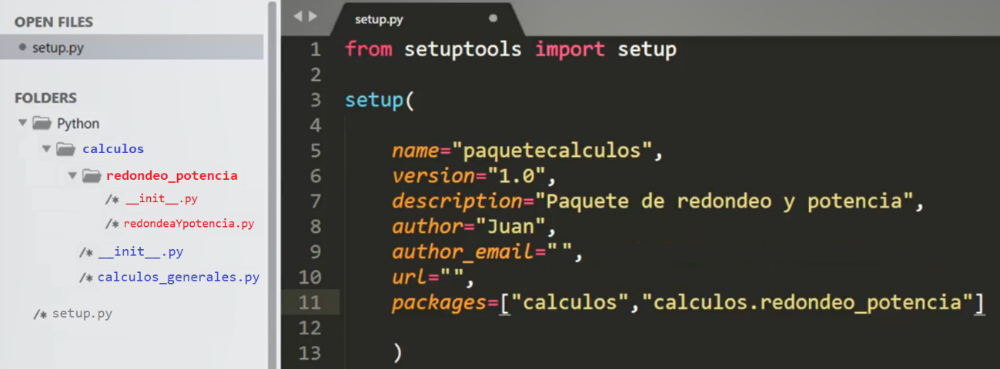 OPEN FILES
setup.py
FOLDERS
Python
calculos
redondeo_potencia
/* __init__.py
/* redondeaYpotencia.py
/* __init__.py
/* calculos_generales.py
/* setup.py
setup.py
1 from setuptools import setup
2
3 setup(
4
5 name="paquetecalculos",
6 version="1.0",
7 description="Paquete de redondeo y potencia",
8 author="Juan",
9 author_email="",
10 url="",
11 packages=["calculos","calculos.redondeo_potencia"]
12
13 )